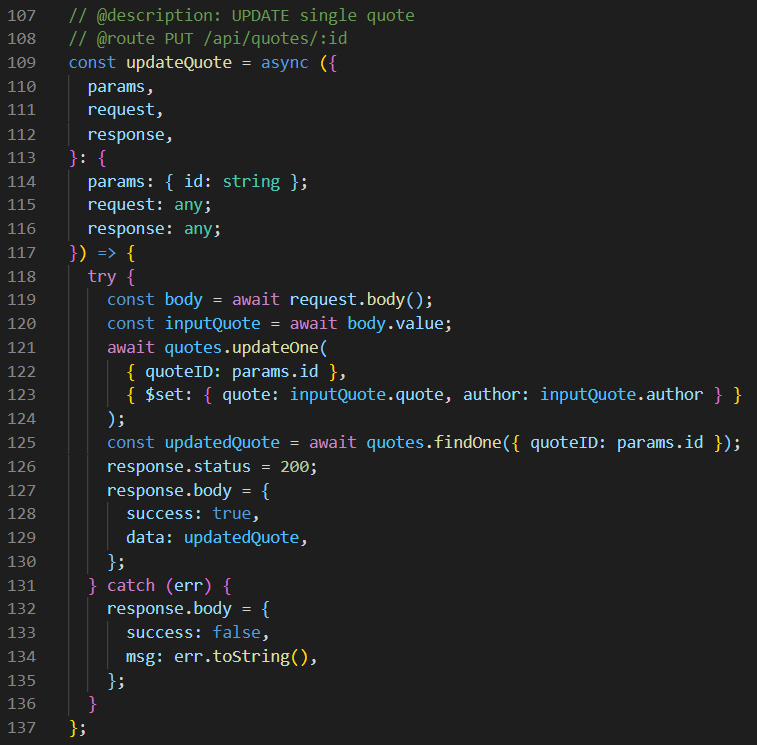 107 // @description: UPDATE single quote
108 // @route PUT /api/quotes/:id
109 const updateQuote = async ({
110   params,
111   request,
112   response,
113 }: {
114   params: { id: string };
115   request: any;
116   response: any;
117 }) => {
118   try {
119     const body = await request.body();
120     const inputQuote = await body.value;
121     await quotes.updateOne(
122       { quoteID: params.id },
123       { $set: { quote: inputQuote.quote, author: inputQuote.author } }
124     );
125     const updatedQuote = await quotes.findOne({ quoteID: params.id });
126     response.status = 200;
127     response.body = {
128       success: true,
129       data: updatedQuote,
130     };
131   } catch (err) {
132     response.body = {
133       success: false,
134       msg: err.toString(),
135     };
136   }
137 };